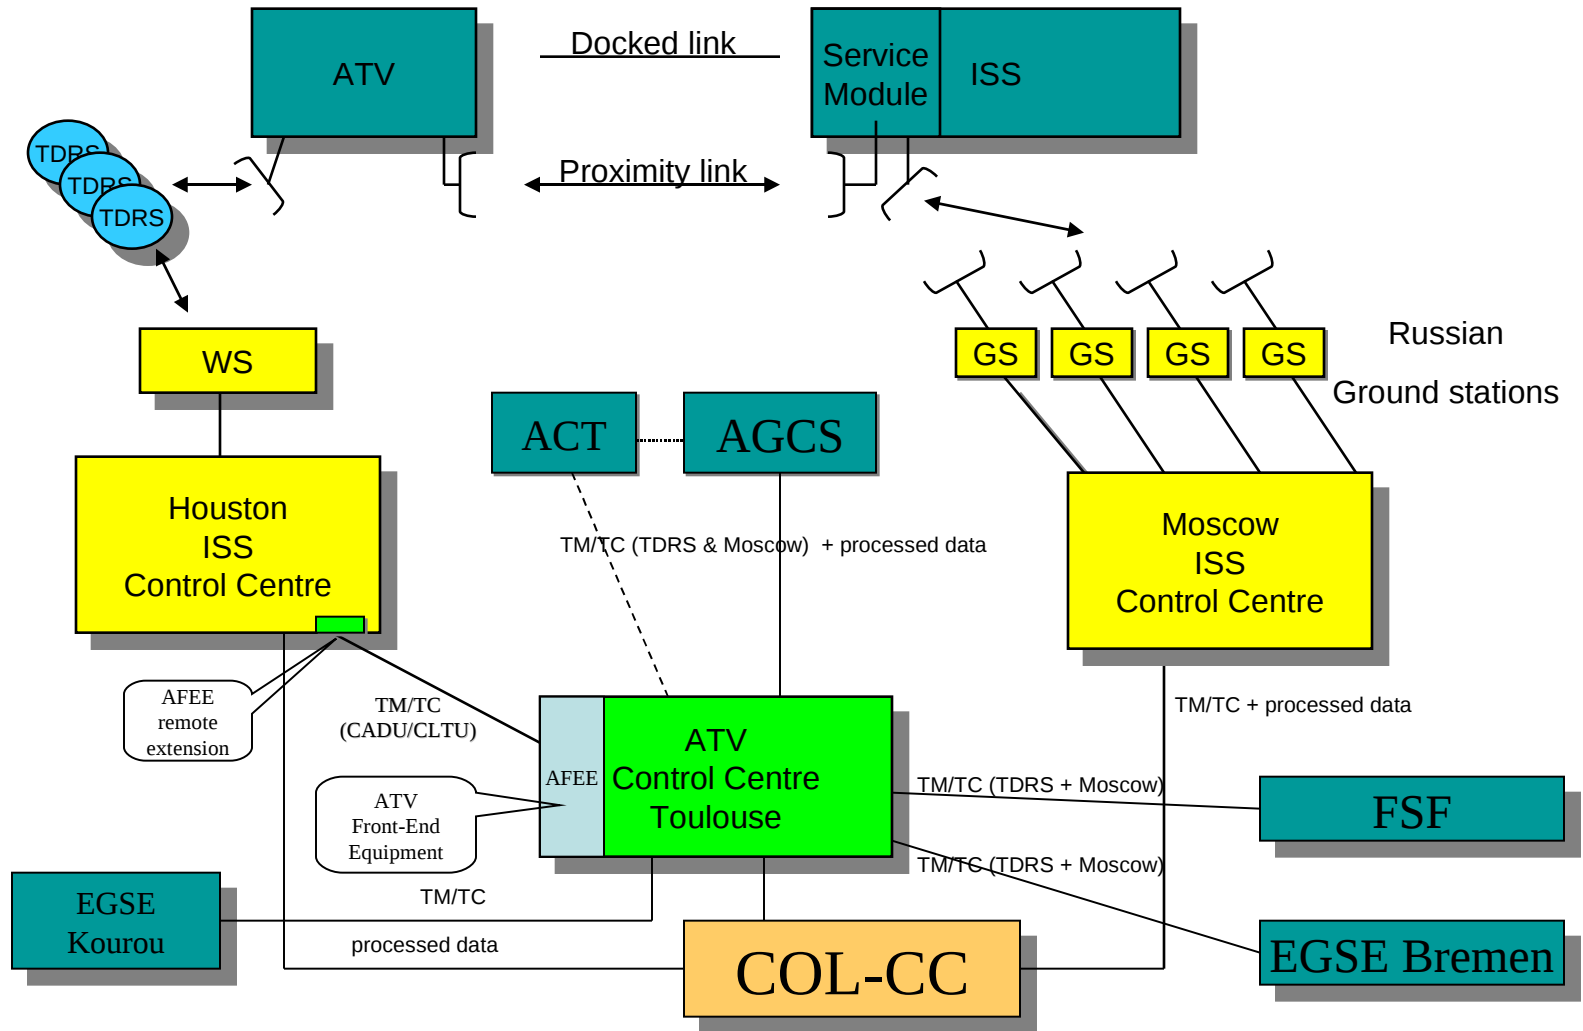 Docked link
ATV
Service
Module
ISS
TDRS
TDRS
TDRS
Proximity link
WS
GS
GS
GS
GS
Russian
Ground stations
ACT
AGCS
Houston
ISS
Control Centre
Moscow
ISS
Control Centre
TM/TC (TDRS & Moscow)  + processed data
AFEE
remote
extension
TM/TC
(CADU/CLTU)
TM/TC + processed data
AFEE
ATV
Control Centre
Toulouse
ATV
Front-End
Equipment
TM/TC (TDRS + Moscow)
FSF
TM/TC (TDRS + Moscow)
EGSE
Kourou
TM/TC
processed data
COL-CC
EGSE Bremen